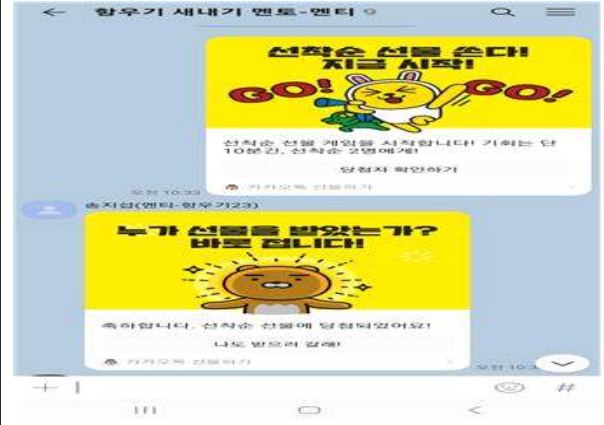 항우기 새내기 멘토-멘티 9
선착순 선물 쏜다!
지금 시작!
GO! GO!
선착순 선물 게임을 시작합니다! 기회는 단
10분간, 선착순 2명에게!
당첨자 확인하기
오전 10:33
카카오톡 선물하기
송지섭(멘티-항우기23)
누가 선물을 받았는가?
바로 접니다!
축하합니다. 선착순 선물에 당첨되었어요!
나도 받으러 갈래!
카카오톡 선물하기
오전
#